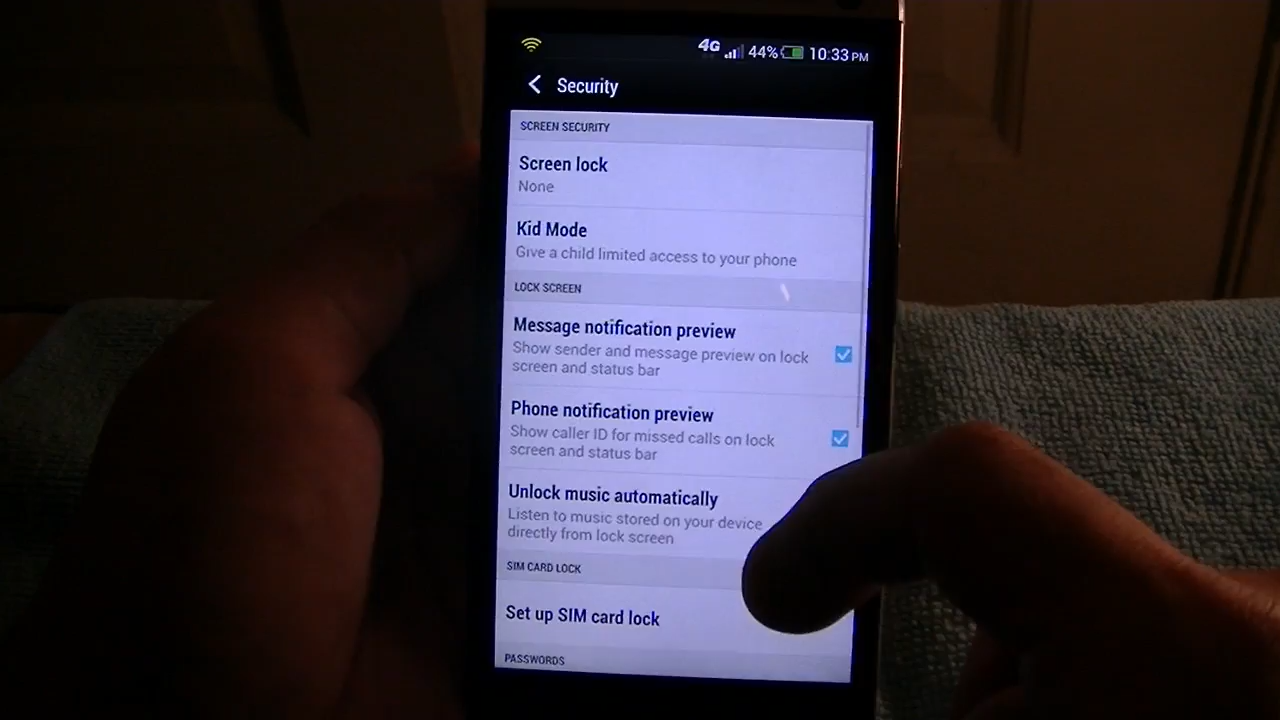 4G 44% 10:33 PM
Security
SCREEN SECURITY
Screen lock
None
Kid Mode
Give a child limited access to your phone
LOCK SCREEN
Message notification preview
Show sender and message preview on lock
screen and status bar
Phone notification preview
Show caller ID for missed calls on lock
screen and status bar
Unlock music automatically
Listen to music stored on your device
directly from lock screen
SIM CARD LOCK
Set up SIM card lock
PASSWORDS